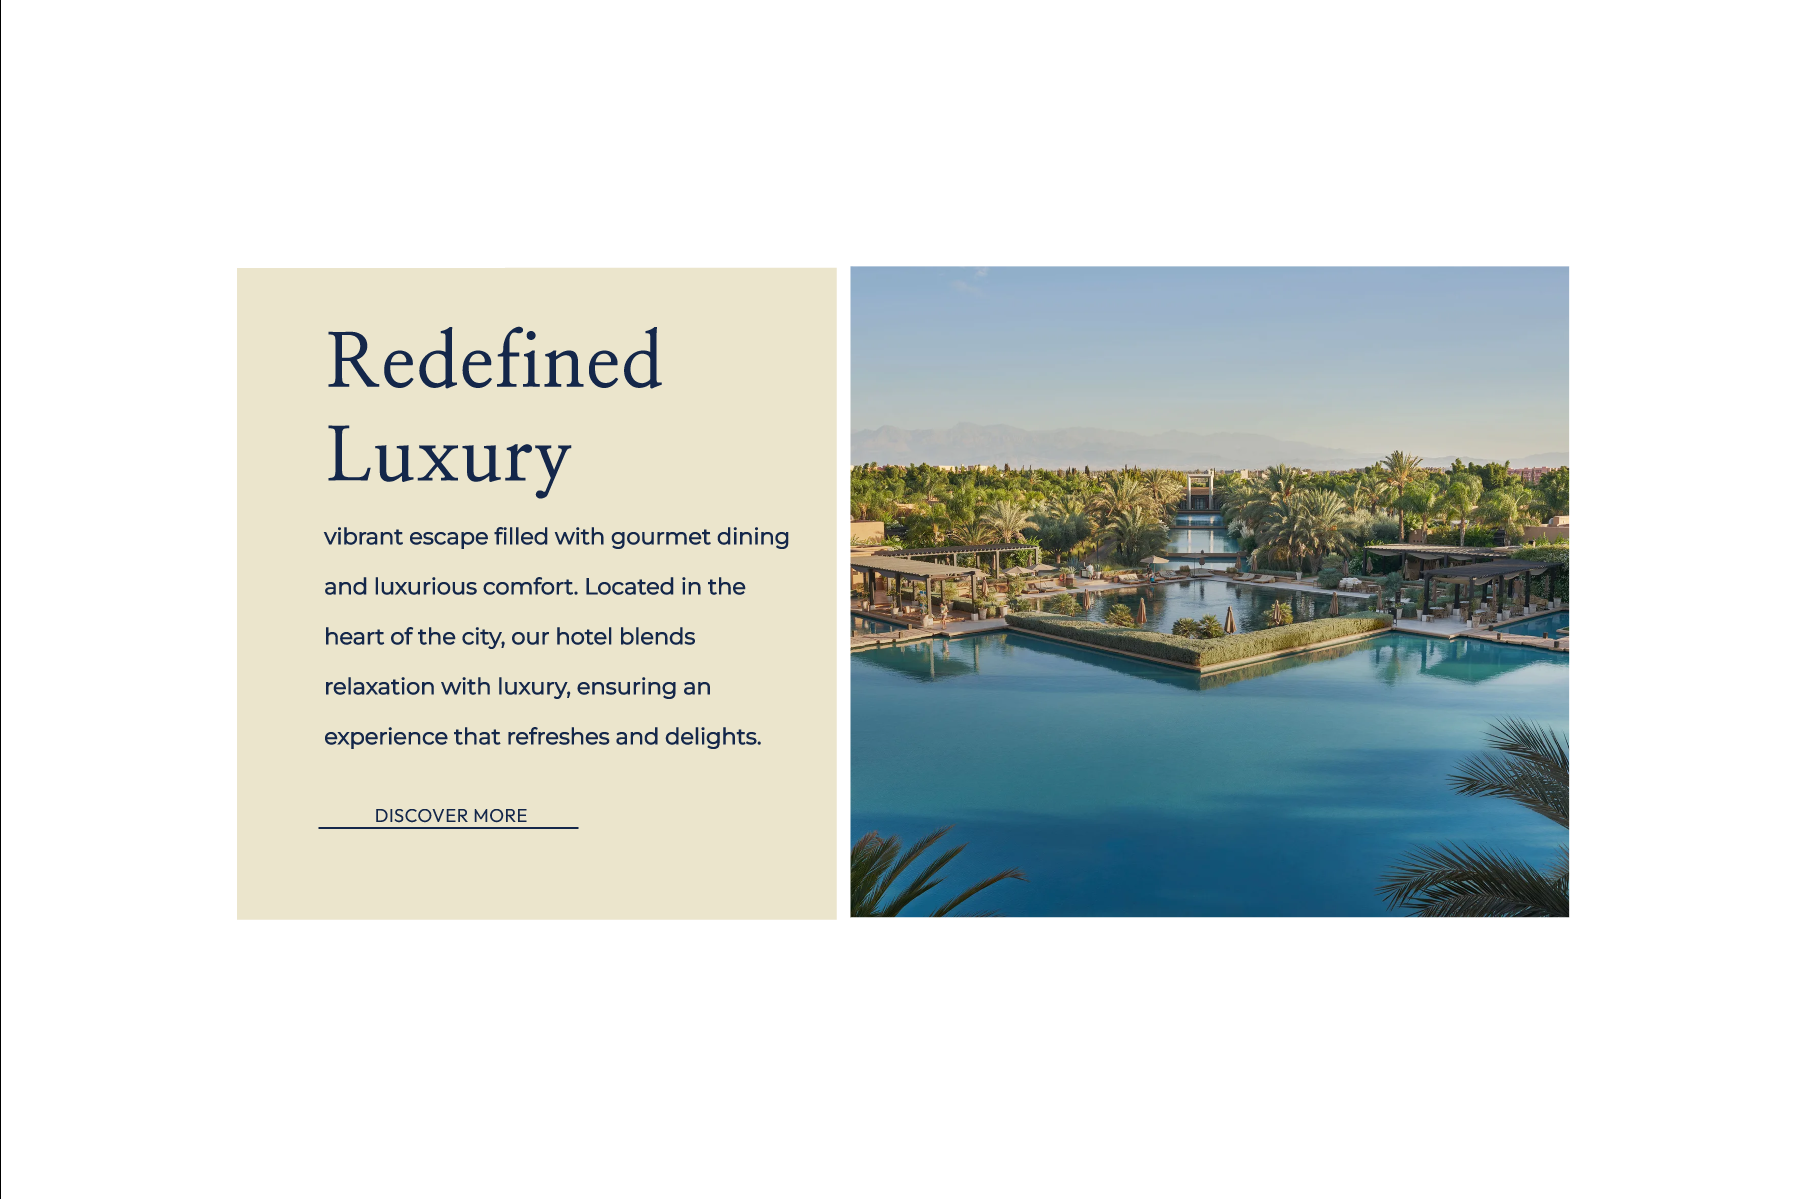 Redefined
Luxury
vibrant escape filled with gourmet dining
and luxurious comfort. Located in the
heart of the city, our hotel blends
relaxation with luxury, ensuring an
experience that refreshes and delights.
DISCOVER MORE